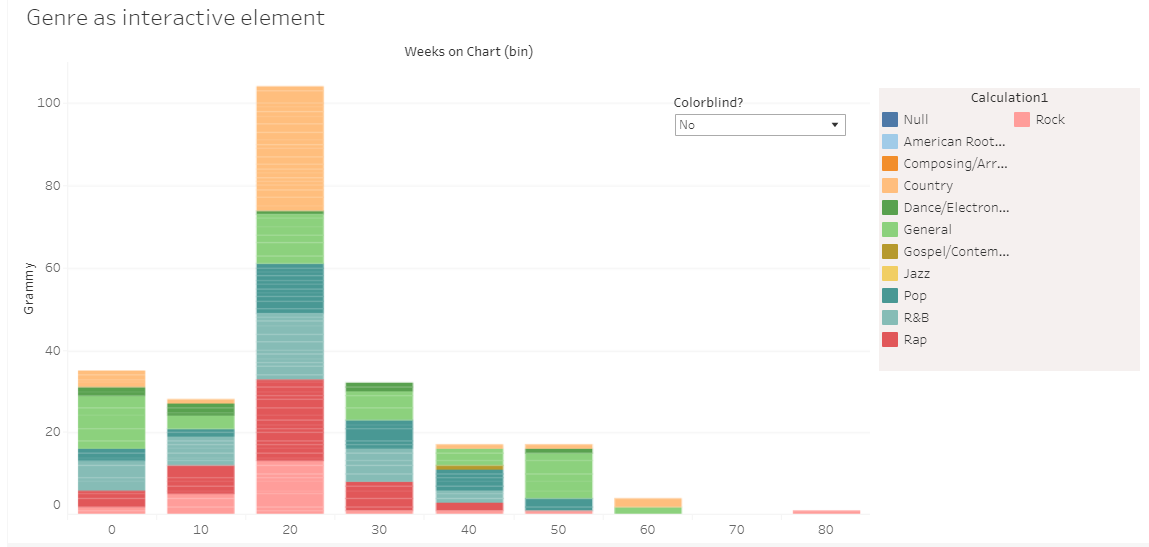 Genre as interactive element
Weeks on Chart (bin)
Grammy
100
80
60
40
20
0
0 10 20 30 40 50 60 70 80
Colorblind?
No
Calculation1
Null Rock
American Root...
Composing/Arr...
Country
Dance/Electron...
General
Gospel/Contem...
Jazz
Pop
R&B
Rap